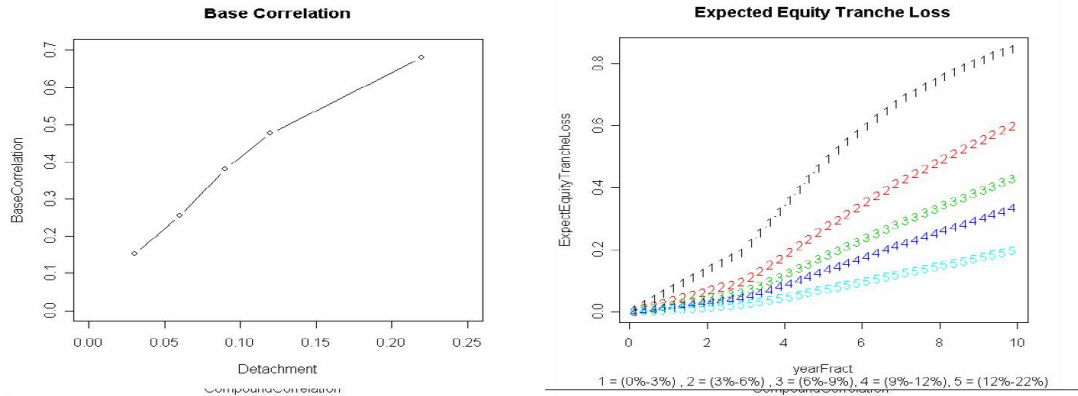 Base Correlation
BaseCorrelation
0.0 0.1 0.2 0.3 0.4 0.5 0.6 0.7
0.00 0.05 0.10 0.15 0.20 0.25
Detachment
CompoundCorrelation
Expected Equity Tranche Loss
ExpectEquityTrancheLoss
0.0 0.2 0.4 0.6 0.8
0 2 4 6 8 10
yearFract
1 = (0%-3%) , 2 = (3%-6%) , 3 = (6%-9%), 4 = (9%-12%), 5 = (12%-22%)
CompoundCorrelation